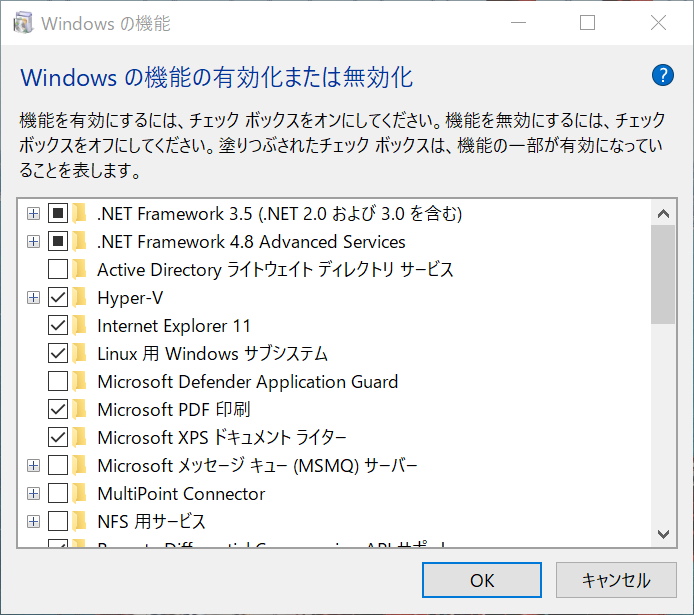 Windows の機能
Windows の機能の有効化または無効化
機能を有効にするには、チェック ボックスをオンにしてください。機能を無効にするには、チェック
ボックスをオフにしてください。塗りつぶされたチェック ボックスは、機能の一部が有効になってい
ることを表します。
.NET Framework 3.5 (.NET 2.0 および 3.0 を含む)
.NET Framework 4.8 Advanced Services
Active Directory ライトウェイト ディレクトリ サービス
Hyper-V
Internet Explorer 11
Linux 用 Windows サブシステム
Microsoft Defender Application Guard
Microsoft PDF 印刷
Microsoft XPS ドキュメント ライター
Microsoft メッセージ キュー (MSMQ) サーバー
MultiPoint Connector
NFS 用サービス
Remote Differential Compression API サポート
OK
キャンセル